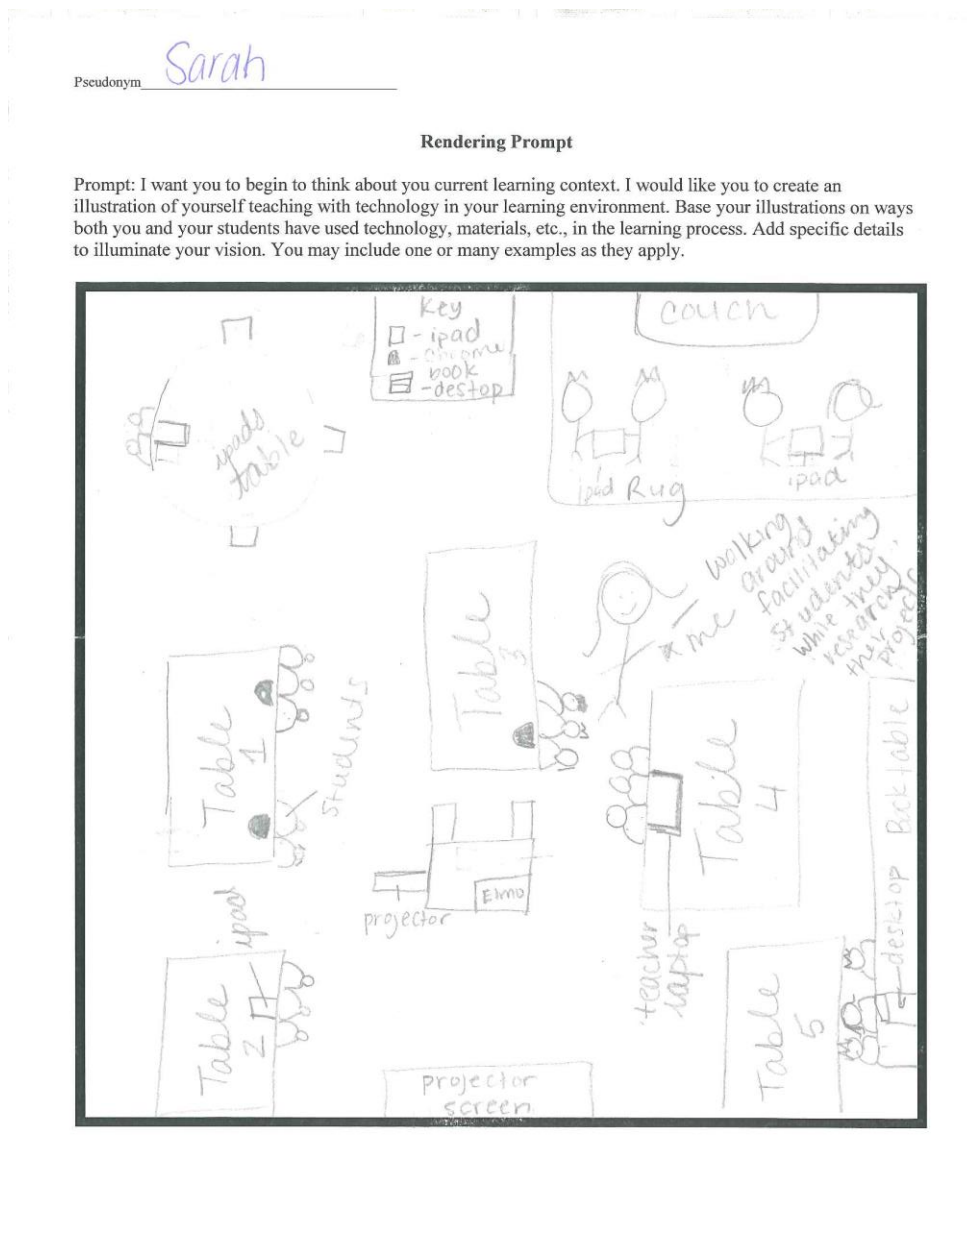 Pseudonym Sarah
Rendering Prompt
Prompt: I want you to begin to think about you current learning context. I would like you to create an
illustration of yourself teaching with technology in your learning environment. Base your illustrations on ways
both you and your students have used technology, materials, etc., in the learning process. Add specific details
to illuminate your vision. You may include one or many examples as they apply.
Key
- ipad
- chrome
book
- destop
couch
ipads
table
ipad Rug
ipad
walking
around
facilitating
students
while they
research
their
projects
* me
Table
3
Table
1
students
Table
4
Backtable
desktop
Elmo
projector
ipad
teacher
laptop
Table
2
Table
5
projector
screen